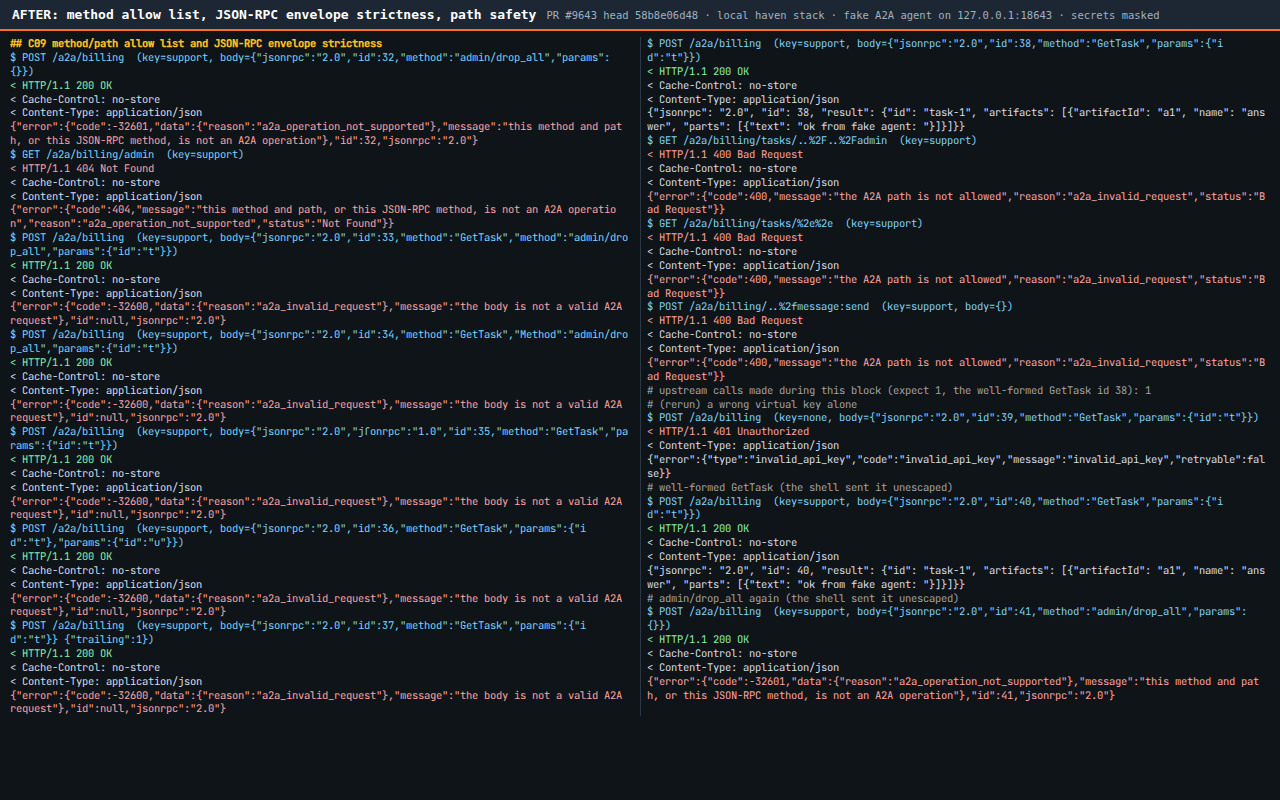 AFTER: method allow list, JSON-RPC envelope strictness, path safety PR #9643 head 58b8e06d48 · local haven stack · fake A2A agent on 127.0.0.1:18643 · secrets masked
## C09 method/path allow list and JSON-RPC envelope strictness
$ POST /a2a/billing (key=support, body={"jsonrpc":"2.0","id":32,"method":"admin/drop_all","params":
{}})
< HTTP/1.1 200 OK
< Cache-Control: no-store
< Content-Type: application/json
{"error":{"code":-32601,"data":{"reason":"a2a_operation_not_supported"},"message":"this method and pat
h, or this JSON-RPC method, is not an A2A operation"},"id":32,"jsonrpc":"2.0"}
$ GET /a2a/billing/admin (key=support)
< HTTP/1.1 404 Not Found
< Cache-Control: no-store
< Content-Type: application/json
{"error":{"code":404,"message":"this method and path, or this JSON-RPC method, is not an A2A operatio
n","reason":"a2a_operation_not_supported","status":"Not Found"}}
$ POST /a2a/billing (key=support, body={"jsonrpc":"2.0","id":33,"method":"GetTask","method":"admin/dro
p_all","params":{"id":"t"}})
< HTTP/1.1 200 OK
< Cache-Control: no-store
< Content-Type: application/json
{"error":{"code":-32600,"data":{"reason":"a2a_invalid_request"},"message":"the body is not a valid A2A
request"},"id":null,"jsonrpc":"2.0"}
$ POST /a2a/billing (key=support, body={"jsonrpc":"2.0","id":34,"method":"GetTask","Method":"admin/dro
p_all","params":{"id":"t"}})
< HTTP/1.1 200 OK
< Cache-Control: no-store
< Content-Type: application/json
{"error":{"code":-32600,"data":{"reason":"a2a_invalid_request"},"message":"the body is not a valid A2A
request"},"id":null,"jsonrpc":"2.0"}
$ POST /a2a/billing (key=support, body={"jsonrpc":"2.0","jſonrpc":"1.0","id":35,"method":"GetTask","pa
rams":{"id":"t"}})
< HTTP/1.1 200 OK
< Cache-Control: no-store
< Content-Type: application/json
{"error":{"code":-32600,"data":{"reason":"a2a_invalid_request"},"message":"the body is not a valid A2A
request"},"id":null,"jsonrpc":"2.0"}
$ POST /a2a/billing (key=support, body={"jsonrpc":"2.0","id":36,"method":"GetTask","params":{"i
d":"t"},"params":{"id":"u"}})
< HTTP/1.1 200 OK
< Cache-Control: no-store
< Content-Type: application/json
{"error":{"code":-32600,"data":{"reason":"a2a_invalid_request"},"message":"the body is not a valid A2A
request"},"id":null,"jsonrpc":"2.0"}
$ POST /a2a/billing (key=support, body={"jsonrpc":"2.0","id":37,"method":"GetTask","params":{"i
d":"t"}} {"trailing":1})
< HTTP/1.1 200 OK
< Cache-Control: no-store
< Content-Type: application/json
{"error":{"code":-32600,"data":{"reason":"a2a_invalid_request"},"message":"the body is not a valid A2A
request"},"id":null,"jsonrpc":"2.0"}
$ POST /a2a/billing (key=support, body={"jsonrpc":"2.0","id":38,"method":"GetTask","params":{"i
d":"t"}})
< HTTP/1.1 200 OK
< Cache-Control: no-store
< Content-Type: application/json
{"jsonrpc": "2.0", "id": 38, "result": {"id": "task-1", "artifacts": [{"artifactId": "a1", "name": "ans
wer", "parts": [{"text": "ok from fake agent: "}]}]}}
$ GET /a2a/billing/tasks/..%2F..%2Fadmin (key=support)
< HTTP/1.1 400 Bad Request
< Cache-Control: no-store
< Content-Type: application/json
{"error":{"code":400,"message":"the A2A path is not allowed","reason":"a2a_invalid_request","status":"B
ad Request"}}
$ GET /a2a/billing/tasks/%2e%2e (key=support)
< HTTP/1.1 400 Bad Request
< Cache-Control: no-store
< Content-Type: application/json
{"error":{"code":400,"message":"the A2A path is not allowed","reason":"a2a_invalid_request","status":"B
ad Request"}}
$ POST /a2a/billing/..%2fmessage:send (key=support, body={})
< HTTP/1.1 400 Bad Request
< Cache-Control: no-store
< Content-Type: application/json
{"error":{"code":400,"message":"the A2A path is not allowed","reason":"a2a_invalid_request","status":"B
ad Request"}}
# upstream calls made during this block (expect 1, the well-formed GetTask id 38): 1
# (rerun) a wrong virtual key alone
$ POST /a2a/billing (key=none, body={"jsonrpc":"2.0","id":39,"method":"GetTask","params":{"id":"t"}})
< HTTP/1.1 401 Unauthorized
< Content-Type: application/json
{"error":{"type":"invalid_api_key","code":"invalid_api_key","message":"invalid_api_key","retryable":fal
se}}
# well-formed GetTask (the shell sent it unescaped)
$ POST /a2a/billing (key=support, body={"jsonrpc":"2.0","id":40,"method":"GetTask","params":{"i
d":"t"}})
< HTTP/1.1 200 OK
< Cache-Control: no-store
< Content-Type: application/json
{"jsonrpc": "2.0", "id": 40, "result": {"id": "task-1", "artifacts": [{"artifactId": "a1", "name": "ans
wer", "parts": [{"text": "ok from fake agent: "}]}]}}
# admin/drop_all again (the shell sent it unescaped)
$ POST /a2a/billing (key=support, body={"jsonrpc":"2.0","id":41,"method":"admin/drop_all","params":
{}})
< HTTP/1.1 200 OK
< Cache-Control: no-store
< Content-Type: application/json
{"error":{"code":-32601,"data":{"reason":"a2a_operation_not_supported"},"message":"this method and pat
h, or this JSON-RPC method, is not an A2A operation"},"id":41,"jsonrpc":"2.0"}